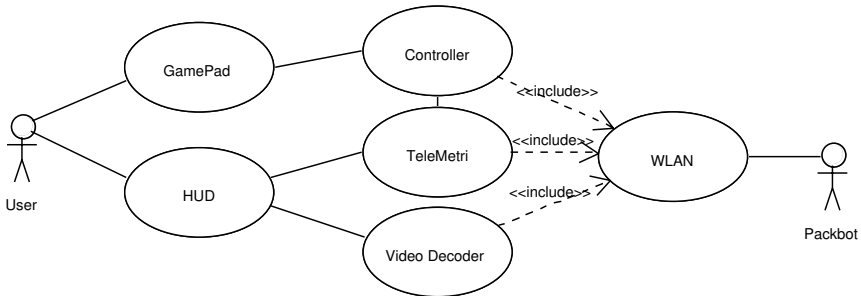 Controller
GamePad
<<include>>
User
TeleMetri
<<include>>
WLAN
HUD
<<include>>
Packbot
Video Decoder